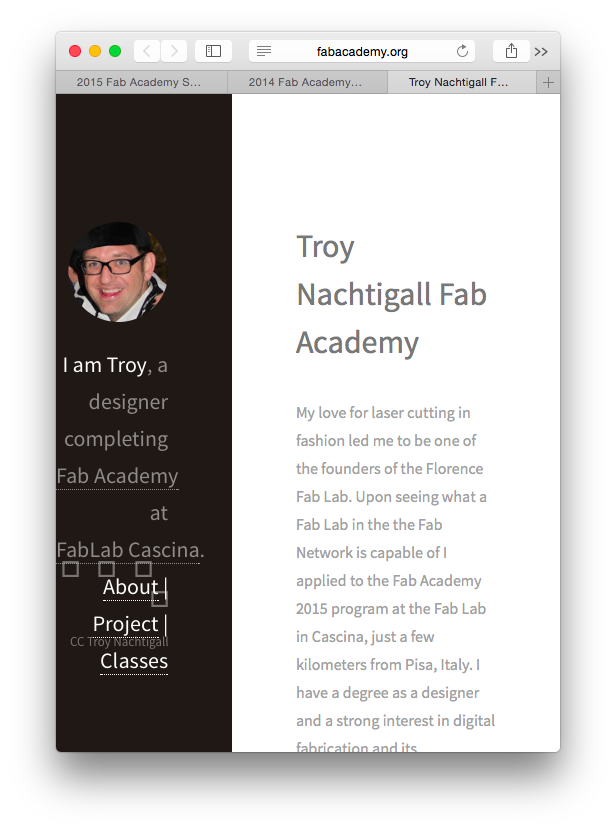 fabacademy.org
2015 Fab Academy S...
2014 Fab Academy...
Troy Nachtigall F...
I am Troy, a
designer
completing
Fab Academy
at
FabLab Cascina.
About |
Project |
CC Troy Nachtigall
Classes
Troy
Nachtigall Fab
Academy
My love for laser cutting in
fashion led me to be one of
the founders of the Florence
Fab Lab. Upon seeing what a
Fab Lab in the the Fab
Network is capable of I
applied to the Fab Academy
2015 program at the Fab Lab
in Cascina, just a few
kilometers from Pisa, Italy. I
have a degree as a designer
and a strong interest in digital
fabrication and its